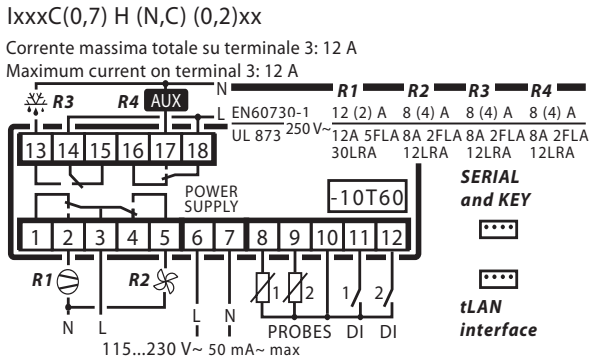 IxxxC(0,7) H (N,C) (0,2)xx
Corrente massima totale su terminale 3: 12 A
Maximum current on terminal 3: 12 A
N R1 R2 R3 R4
R3 R4 AUX
L EN60730-1 250 V~ 12 (2) A 8 (4) A 8 (4) A 8 (4) A
UL 873 12A 5FLA 8A 2FLA 8A 2FLA 8A 2FLA
30LRA 12LRA 12LRA 12LRA
13 14 15 16 17 18
SERIAL
and KEY
POWER
SUPPLY
-10T60
1 2 3 4 5 6 7 8 9 10 11 12
R1 R2 1 2 1 2
N L L N PROBES DI DI
115...230 V~ 50 mA~ max
tLAN
interface